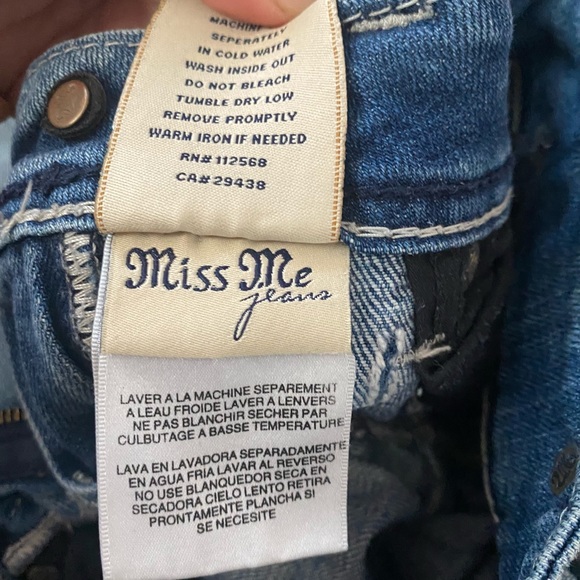 MACHINE
SEPERATELY
IN COLD WATER
WASH INSIDE OUT
DO NOT BLEACH
TUMBLE DRY LOW
REMOVE PROMPTLY
WARM IRON IF NEEDED
RN# 112568
CA# 29438
Miss Me
jeans
LAVER A LA MACHINE SEPAREMENT
A LEAU FROIDE LAVER A LENVERS
NE PAS BLANCHIR SECHER PAR
CULBUTAGE A BASSE TEMPERATURE
LAVA EN LAVADORA SEPARADAMENTE
EN AGUA FRIA LAVAR AL REVERSO
NO USE BLANQUEDOR SECA EN
SECADORA CIELO LENTO RETIRA
CONSTANTEMENTE PLANCHA SI
SE NECESITE